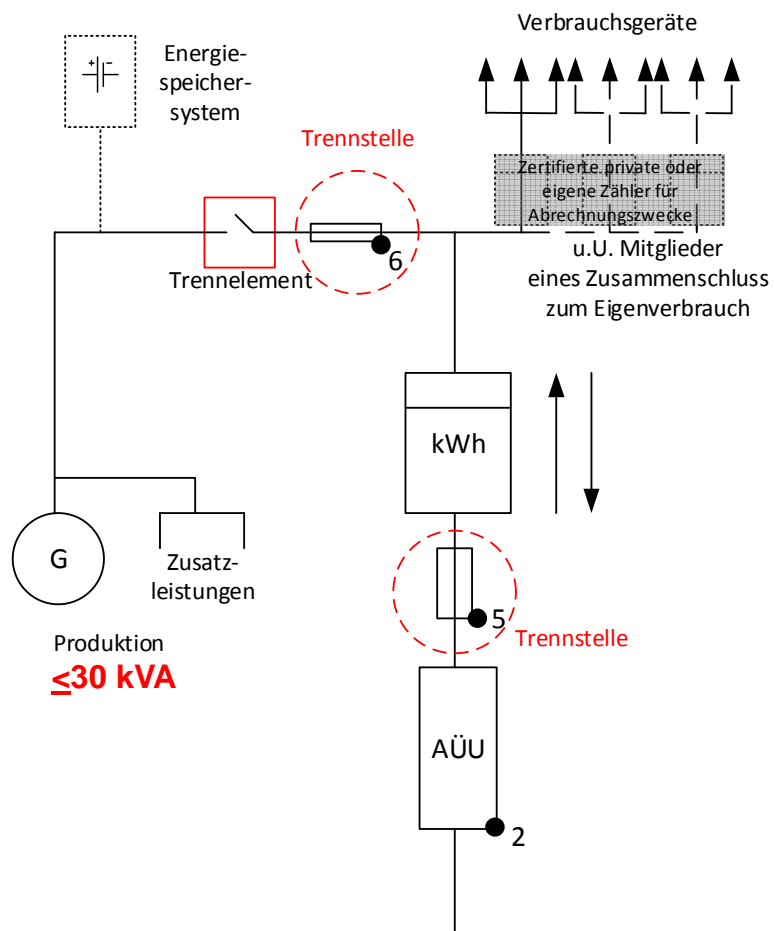 Verbrauchsgeräte
Energie-
speicher-
system
+ -
Trennstelle
Zertifierte private oder
eigene Zähler für
Abrechnungszwecke
6
u.U. Mitglieder
eines Zusammenschluss
zum Eigenverbrauch
Trennelement
kWh
G
Zusatz-
leistungen
5
Trennstelle
Produktion
≤30 kVA
AÜU
2